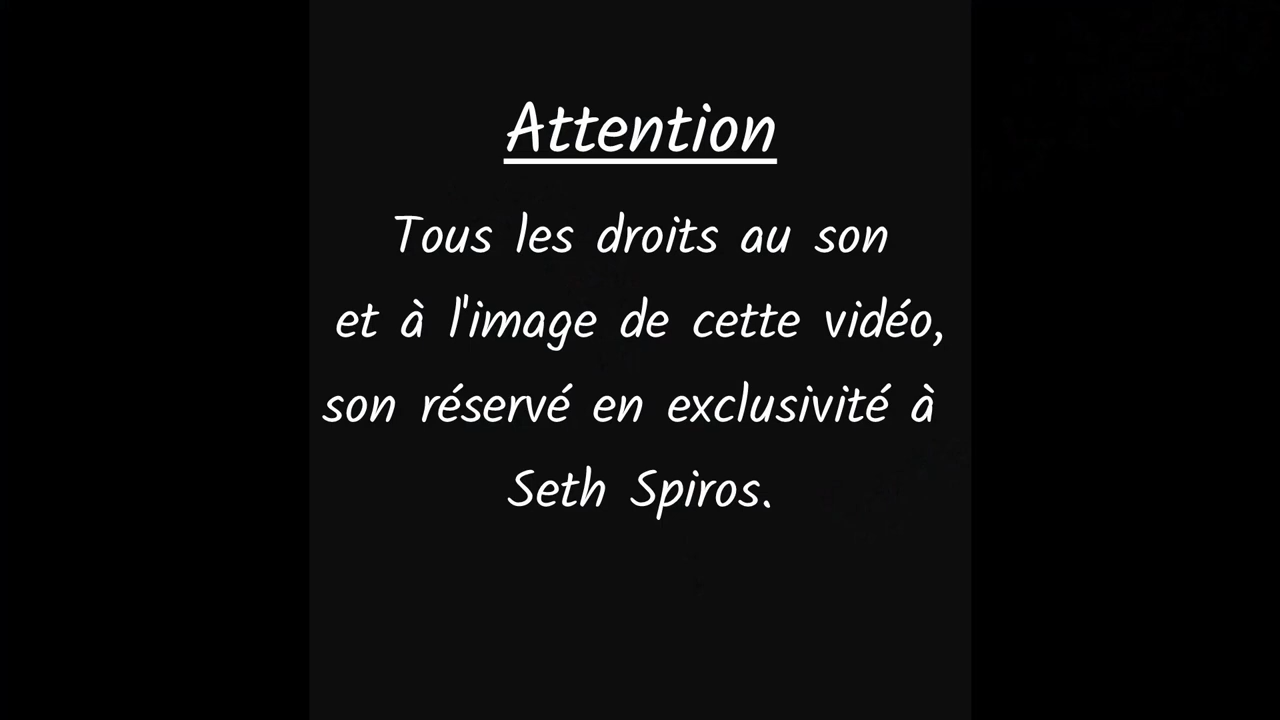 Attention
Tous les droits au son
et à l'image de cette vidéo,
son réservé en exclusivité à
Seth Spiros.